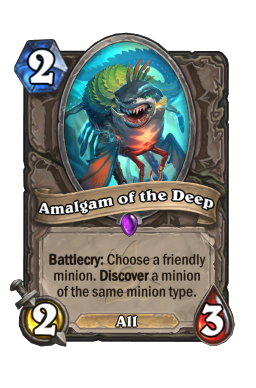 2
Amalgam of the Deep
Battlecry: Choose a friendly
minion. Discover a minion
of the same minion type.
2 All 3